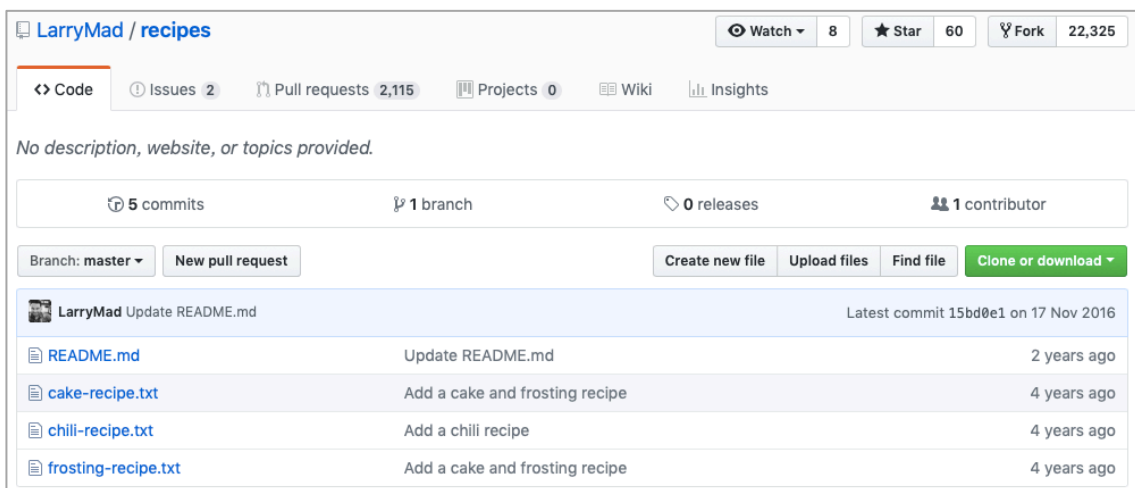 LarryMad / recipes Watch 8 Star 60 Fork 22,325
Code Issues 2 Pull requests 2,115 Projects 0 Wiki Insights
No description, website, or topics provided.
5 commits 1 branch 0 releases 1 contributor
Branch: master New pull request Create new file Upload files Find file Clone or download
LarryMad Update README.md Latest commit 15bd0e1 on 17 Nov 2016
README.md Update README.md 2 years ago
cake-recipe.txt Add a cake and frosting recipe 4 years ago
chili-recipe.txt Add a chili recipe 4 years ago
frosting-recipe.txt Add a cake and frosting recipe 4 years ago